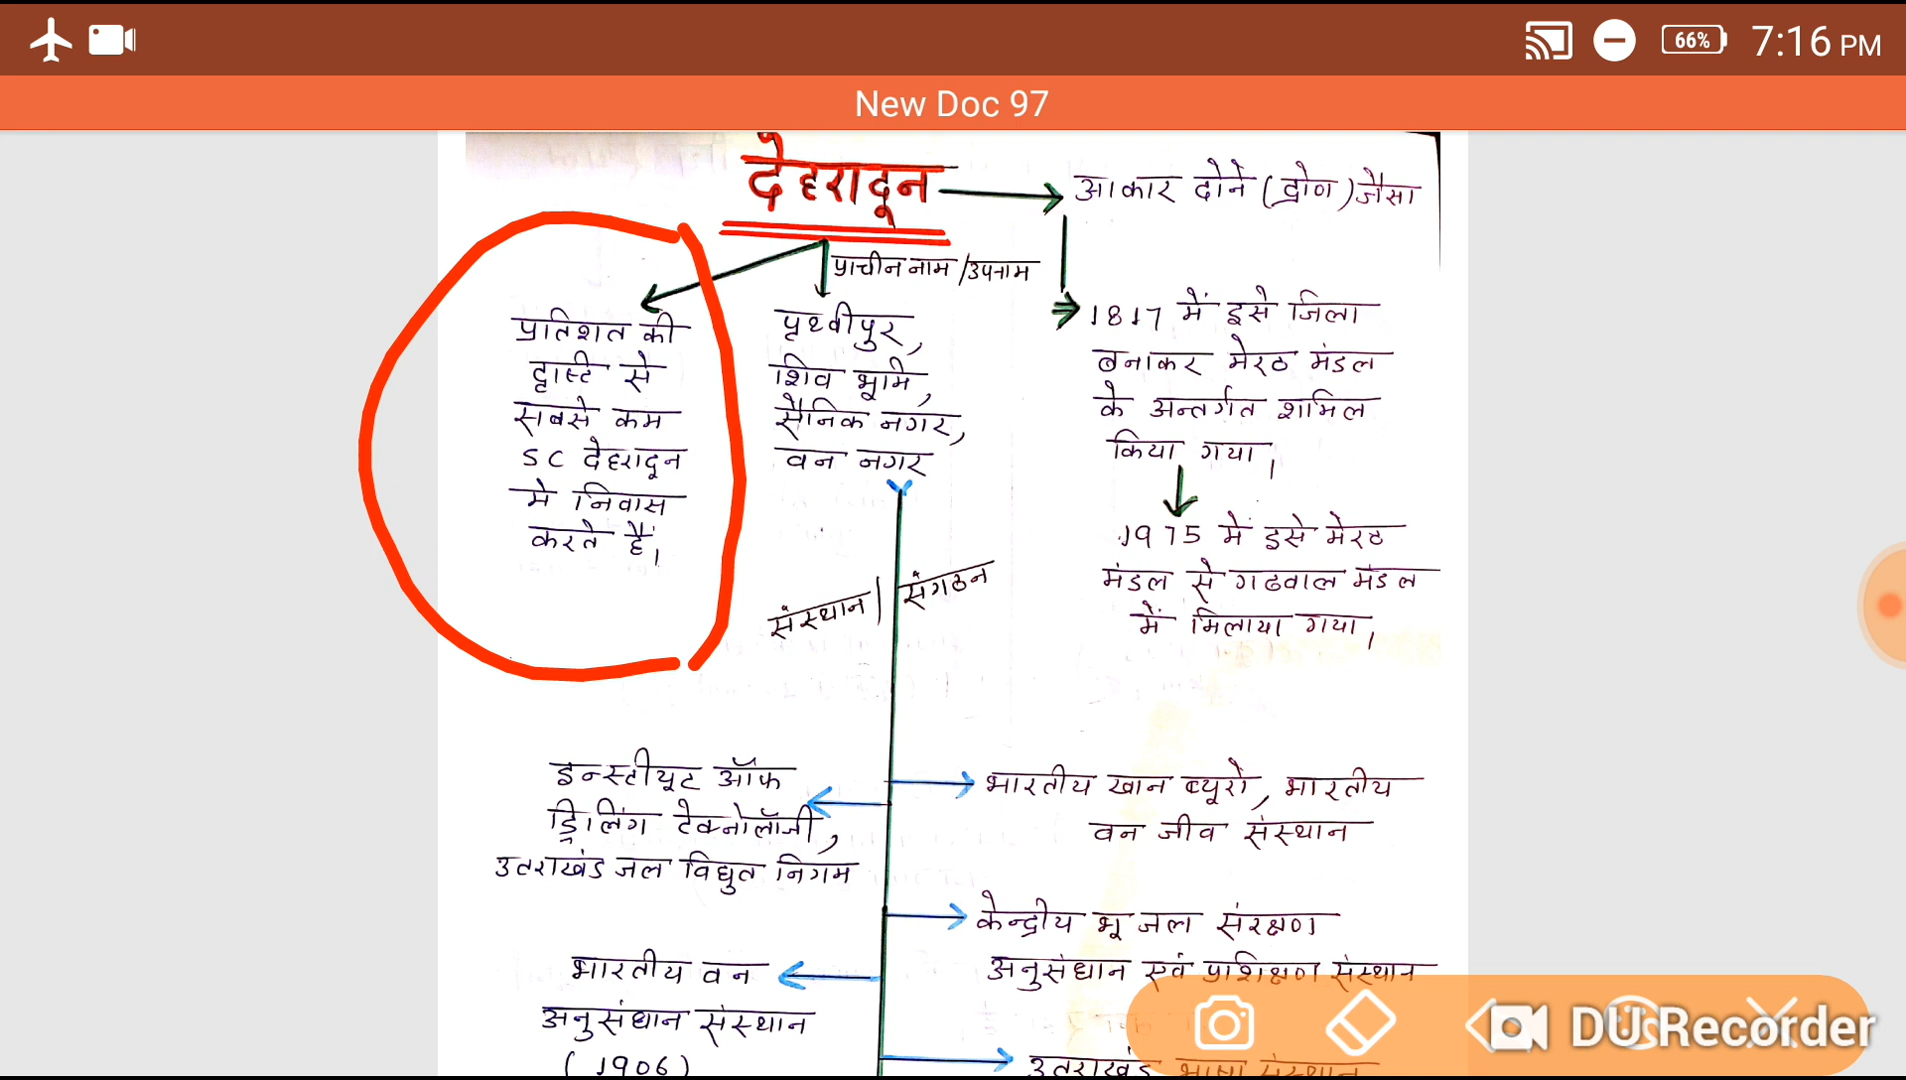 66%
7:16 PM
New Doc 97
देहरादून
आकार दोने (द्रोण) जैसा
प्राचीन नाम / उपनाम
प्रतिशत की
दृष्टि से
सबसे कम
SC देहरादून
मे निवास
करते हैं।
पृथ्वीपुर,
शिव भूमि,
सैनिक नगर,
वन नगर
1817 में इसे जिला
बनाकर मेरठ मंडल
के अन्तर्गत शामिल
किया गया।
1975 में इसे मेरठ
मंडल से गढवाल मंडल
में मिलाया गया।
संस्थान / संगठन
इन्स्टीयूट ऑफ
ड्रिलिंग टेक्नोलॉजी,
उतराखंड जल विद्युत निगम
भारतीय खान ब्यूरो, भारतीय
वन जीव संस्थान
केन्द्रीय भू जल संरक्षण
अनुसंधान एवं प्रशिक्षण संस्थान
भारतीय वन
अनुसंधान संस्थान
(1906)
उतराखंड भाषा संस्थान
DU Recorder